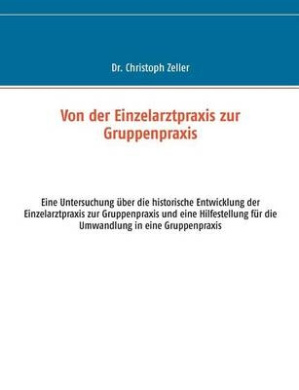 Dr. Christoph Zeller
Von der Einzelarztpraxis zur
Gruppenpraxis
Eine Untersuchung über die historische Entwicklung der
Einzelarztpraxis zur Gruppenpraxis und eine Hilfestellung für die
Umwandlung in eine Gruppenpraxis